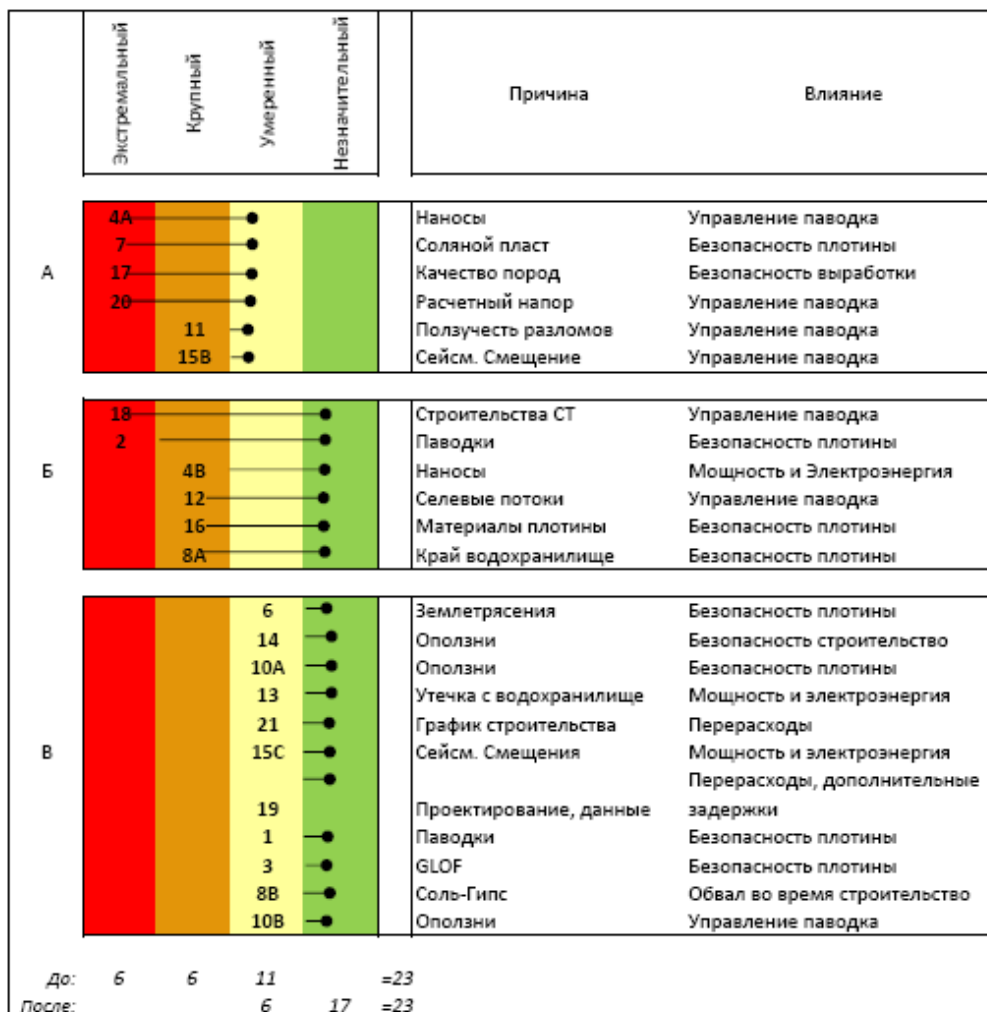 Экстремальный Крупный Умеренный Незначительный Причина Влияние
4A Наносы Управление паводка
7 Соляной пласт Безопасность плотины
А 17 Качество пород Безопасность выработки
20 Расчетный напор Управление паводка
11 Ползучесть разломов Управление паводка
15B Сейсм. Смещение Управление паводка
18 Строительства СТ Управление паводка
2 Паводки Безопасность плотины
Б 4B Наносы Мощность и Электроэнергия
12 Селевые потоки Управление паводка
16 Материалы плотины Безопасность плотины
8A Край водохранилище Безопасность плотины
6 Землетрясения Безопасность плотины
14 Оползни Безопасность строительство
10A Оползни Безопасность плотины
13 Утечка с водохранилище Мощность и электроэнергия
21 График строительства Перерасходы
В 15C Сейсм. Смещения Мощность и электроэнергия
Перерасходы, дополнительные
19 Проектирование, данные задержки
1 Паводки Безопасность плотины
3 GLOF Безопасность плотины
8B Соль-Гипс Обвал во время строительство
10B Оползни Управление паводка
До: 6 6 11 =23
После: 6 17 =23